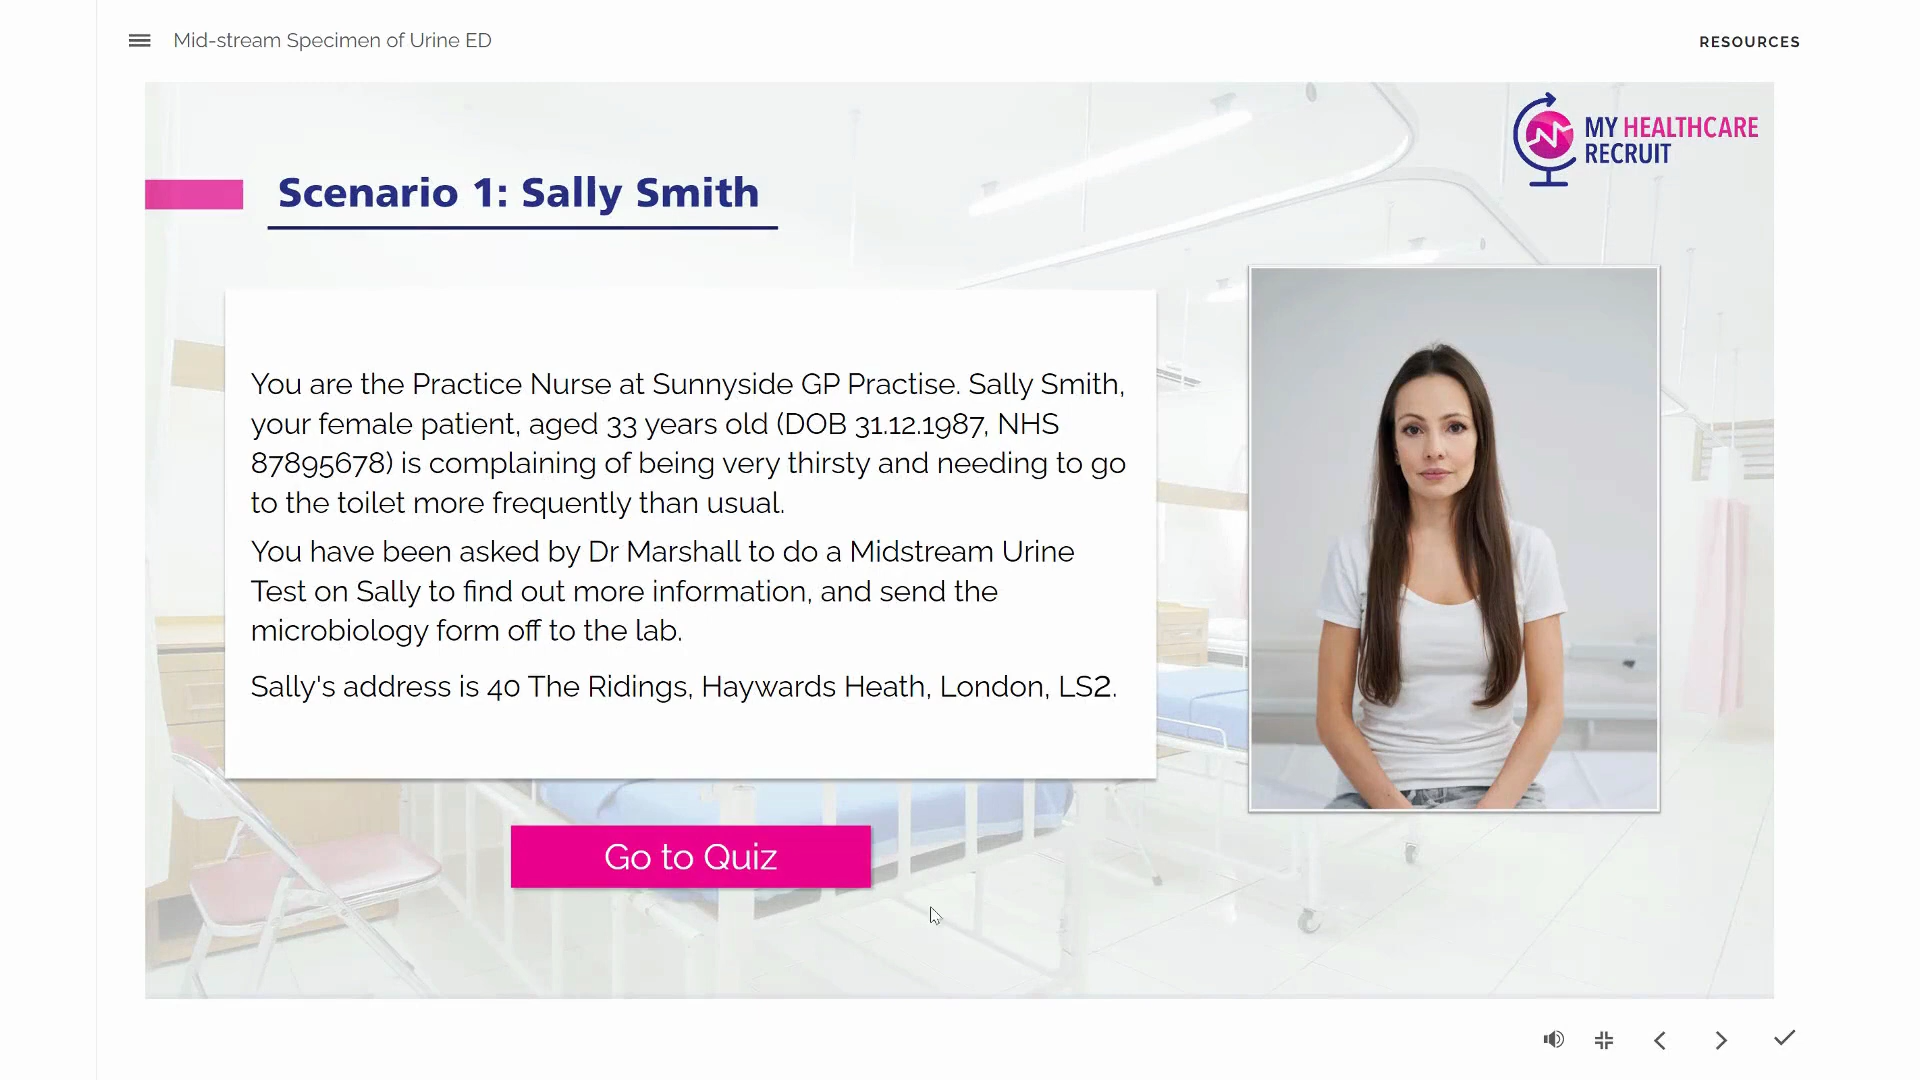 Mid-stream Specimen of Urine ED
RESOURCES
MY HEALTHCARE
RECRUIT
Scenario 1: Sally Smith
You are the Practice Nurse at Sunnyside GP Practise. Sally Smith,
your female patient, aged 33 years old (DOB 31.12.1987, NHS
87895678) is complaining of being very thirsty and needing to go
to the toilet more frequently than usual.
You have been asked by Dr Marshall to do a Midstream Urine
Test on Sally to find out more information, and send the
microbiology form off to the lab.
Sally's address is 40 The Ridings, Haywards Heath, London, LS2.
Go to Quiz